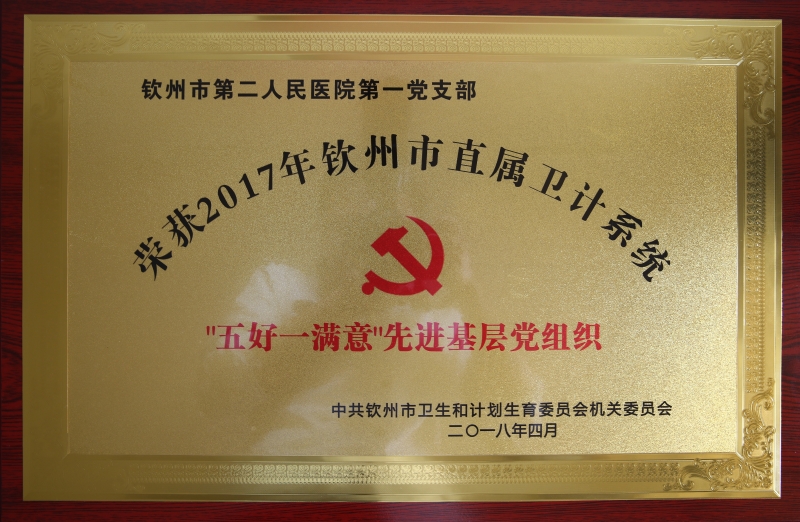 钦州市第二人民医院第一党支部
荣获2017年钦州市直属卫计系统
"五好一满意"先进基层党组织
中共钦州市卫生和计划生育委员会机关委员会
二〇一八年四月